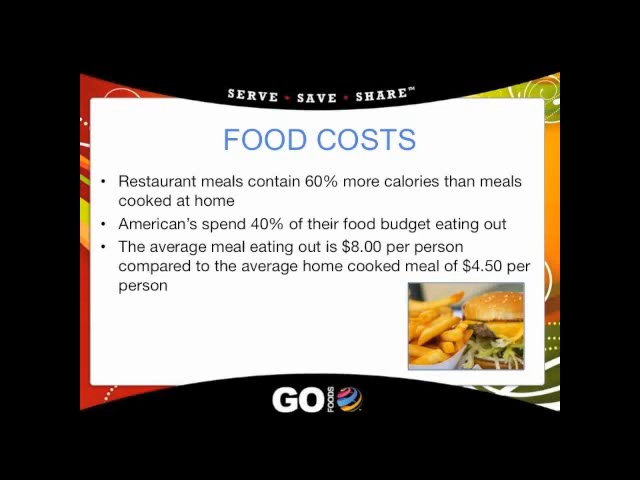 SERVE • SAVE • SHARE™
FOOD COSTS
• Restaurant meals contain 60% more calories than meals
cooked at home
• American’s spend 40% of their food budget eating out
• The average meal eating out is $8.00 per person
compared to the average home cooked meal of $4.50 per
person
GO FOODS